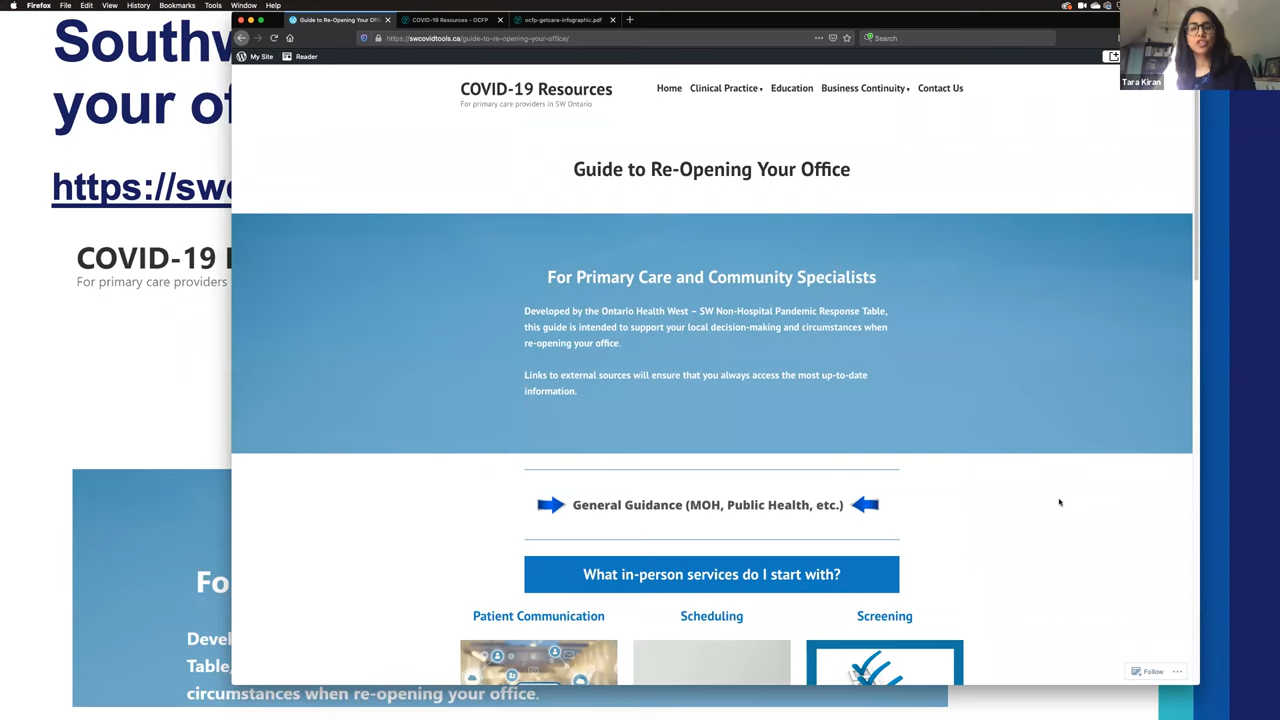 Firefox File Edit View History Bookmarks Tools Window Help
Guide to Re-Opening Your Offic
COVID-19 Resources - OCFP
ocfp-getcare-infographic.pdf
https://swcovidtools.ca/guide-to-re-opening-your-office/
Search
My Site
Reader
Tara Kiran
Southw
your of
https://swc
COVID-19
For primary care providers
COVID-19 Resources
For primary care providers in SW Ontario
Home Clinical Practice Education Business Continuity Contact Us
Guide to Re-Opening Your Office
For Primary Care and Community Specialists
Developed by the Ontario Health West – SW Non-Hospital Pandemic Response Table,
this guide is intended to support your local decision-making and circumstances when
re-opening your office.
Links to external sources will ensure that you always access the most up-to-date
information.
General Guidance (MOH, Public Health, etc.)
What in-person services do I start with?
Patient Communication Scheduling Screening
Follow
Fo
Devel
Table,
circumstances when re-opening your office.